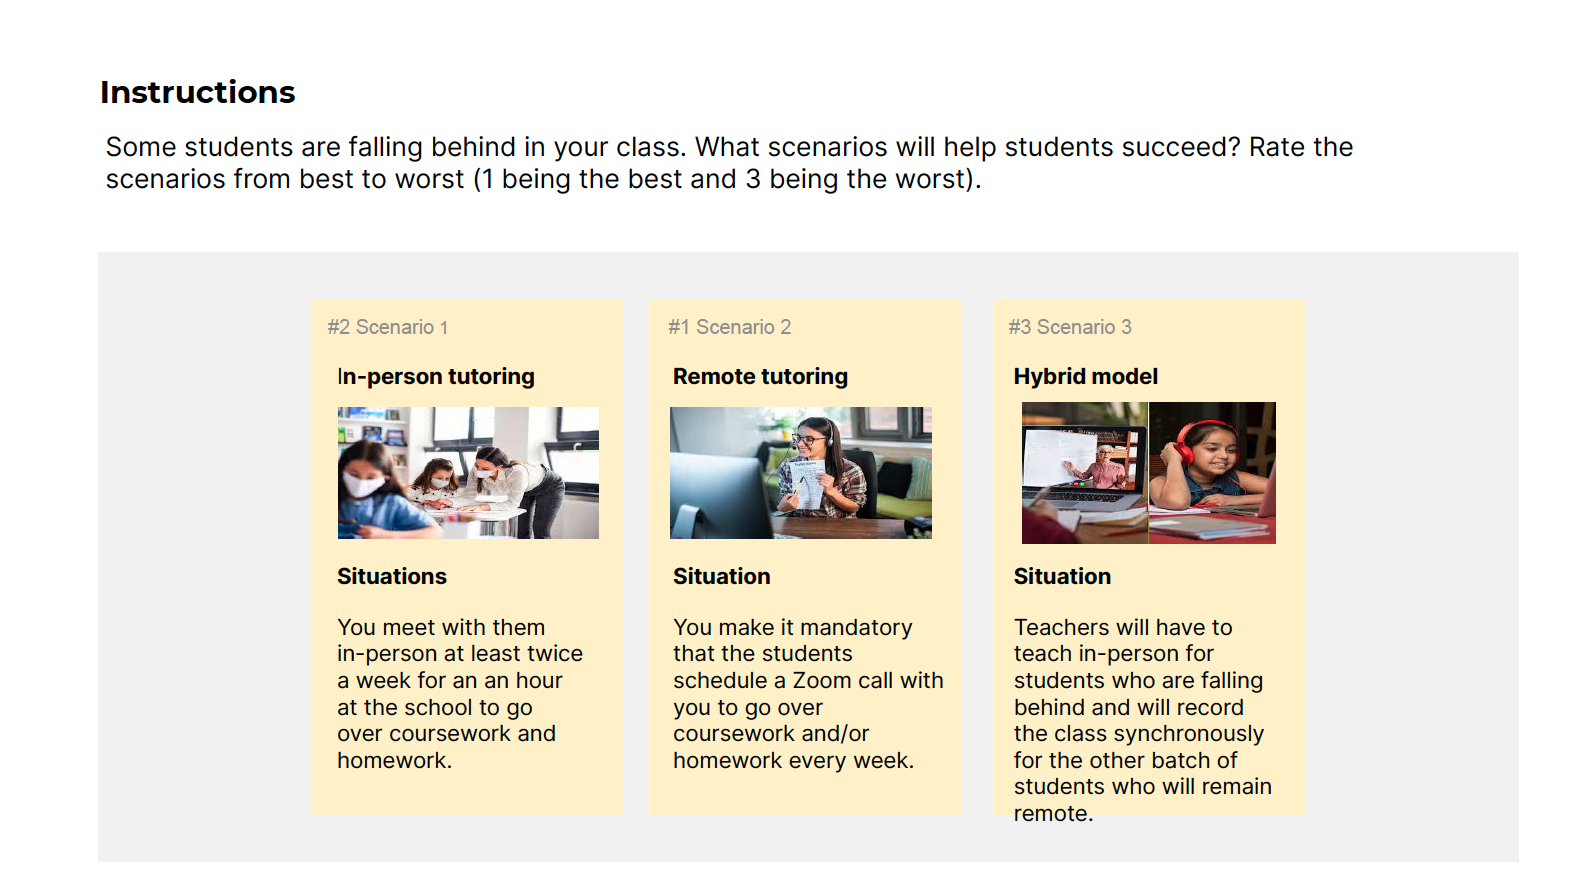 Instructions
Some students are falling behind in your class. What scenarios will help students succeed? Rate the
scenarios from best to worst (1 being the best and 3 being the worst).
#2 Scenario 1
In-person tutoring
Situations
You meet with them
in-person at least twice
a week for an an hour
at the school to go
over coursework and
homework.
#1 Scenario 2
Remote tutoring
Situation
You make it mandatory
that the students
schedule a Zoom call with
you to go over
coursework and/or
homework every week.
#3 Scenario 3
Hybrid model
Situation
Teachers will have to
teach in-person for
students who are falling
behind and will record
the class synchronously
for the other batch of
students who will remain
remote.